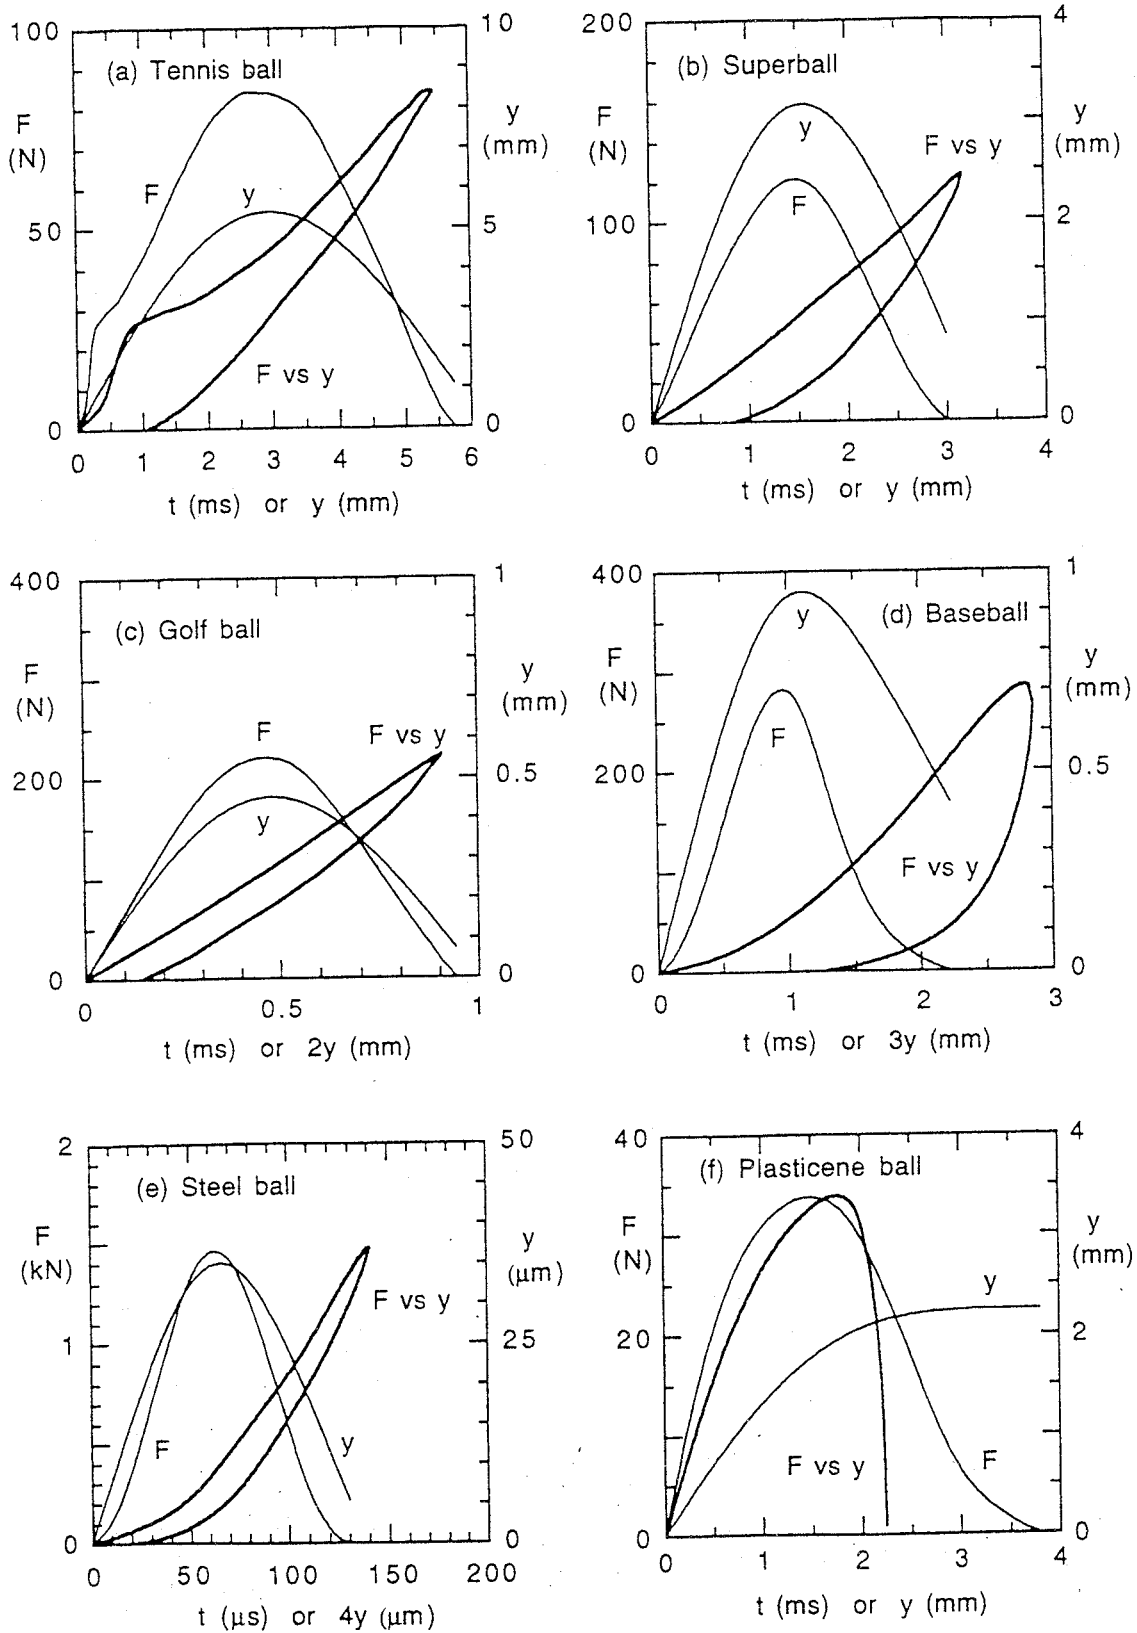 (a) Tennis ball
100
50
0
F
(N)
F
y
F vs y
10
5
0
y
(mm)
0 1 2 3 4 5 6
t (ms) or y (mm)
(b) Superball
200
100
0
F
(N)
y
F
F vs y
4
2
0
y
(mm)
0 1 2 3 4
t (ms) or y (mm)
(c) Golf ball
400
200
0
F
(N)
F
y
F vs y
1
0.5
0
y
(mm)
0 0.5 1
t (ms) or 2y (mm)
(d) Baseball
400
200
0
F
(N)
y
F
F vs y
1
0.5
0
y
(mm)
0 1 2 3
t (ms) or 3y (mm)
(e) Steel ball
2
1
0
F
(kN)
F
y
F vs y
50
25
0
y
(μm)
0 50 100 150 200
t (μs) or 4y (μm)
(f) Plasticene ball
40
20
0
F
(N)
y
F vs y
F
4
2
0
y
(mm)
0 1 2 3 4
t (ms) or y (mm)